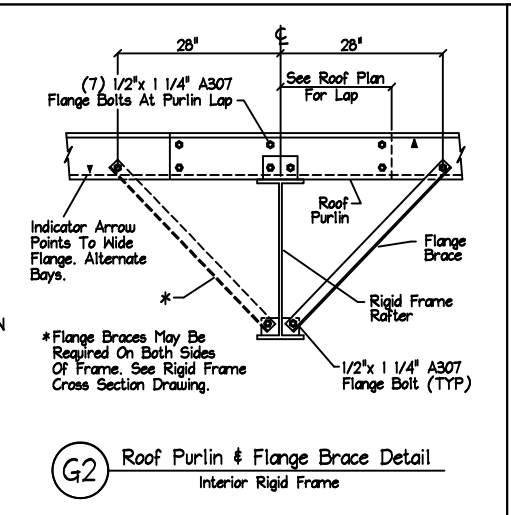 ℄
28"
28"
(7) 1/2"x 1 1/4" A307
Flange Bolts At Purlin Lap
See Roof Plan
For Lap
Roof
Purlin
Indicator Arrow
Points To Wide
Flange. Alternate
Bays.
Flange
Brace
*
Rigid Frame
Rafter
N
*Flange Braces May Be
Required On Both Sides
Of Frame. See Rigid Frame
Cross Section Drawing.
1/2"x 1 1/4" A307
Flange Bolt (TYP)
G2
Roof Purlin & Flange Brace Detail
Interior Rigid Frame